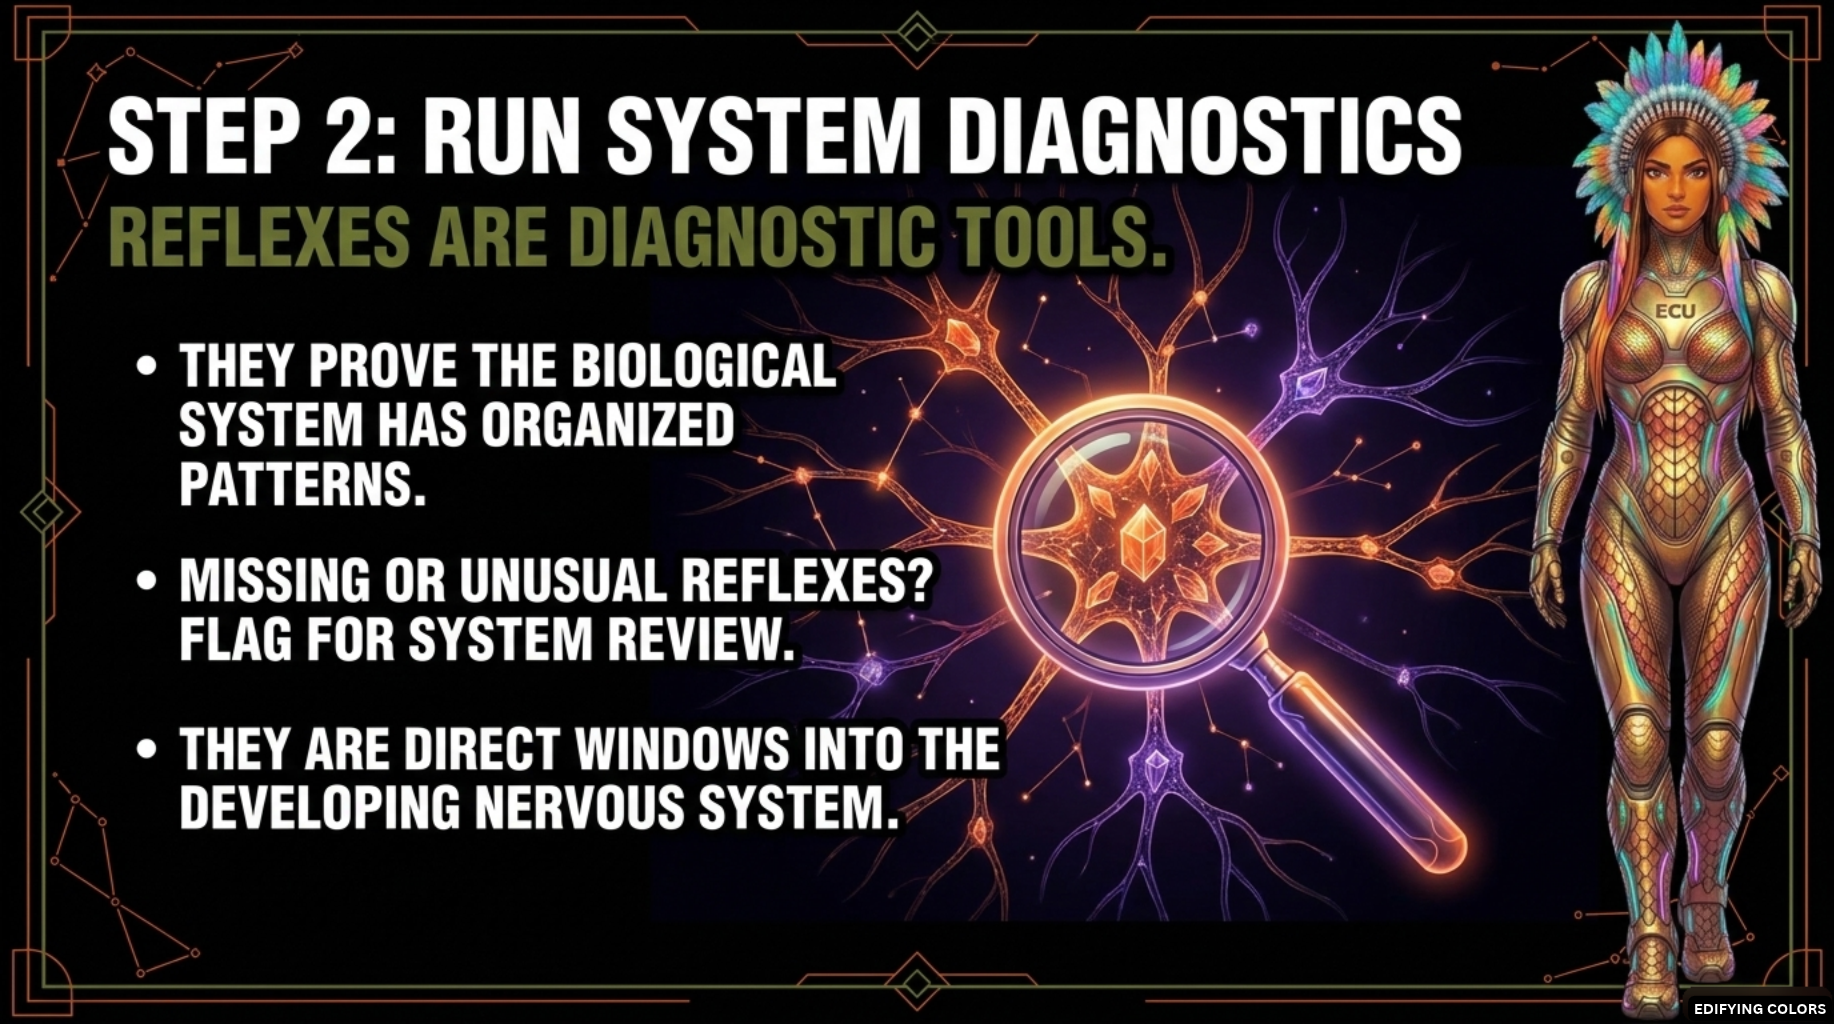 STEP 2: RUN SYSTEM DIAGNOSTICS
REFLEXES ARE DIAGNOSTIC TOOLS.
• THEY PROVE THE BIOLOGICAL
SYSTEM HAS ORGANIZED
PATTERNS.
• MISSING OR UNUSUAL REFLEXES?
FLAG FOR SYSTEM REVIEW.
• THEY ARE DIRECT WINDOWS INTO THE
DEVELOPING NERVOUS SYSTEM.
ECU
EDIFYING COLORS